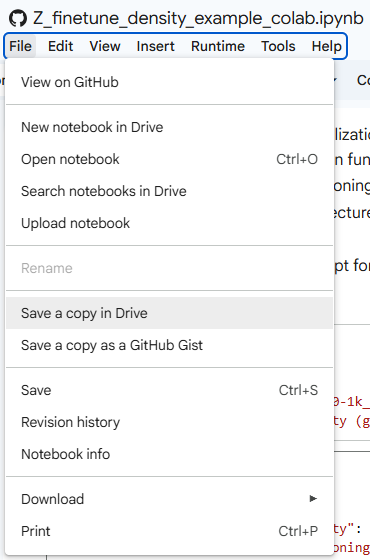 Z_finetune_density_example_colab.ipynb
File Edit View Insert Runtime Tools Help
View on GitHub
New notebook in Drive
Open notebook Ctrl+O
Search notebooks in Drive
Upload notebook
Rename
Save a copy in Drive
Save a copy as a GitHub Gist
Save Ctrl+S
Revision history
Notebook info
Download
Print Ctrl+P
Co
lizatio
n fun
oning
ecture
pt for
0-1k_
ty (g
ty":
oning